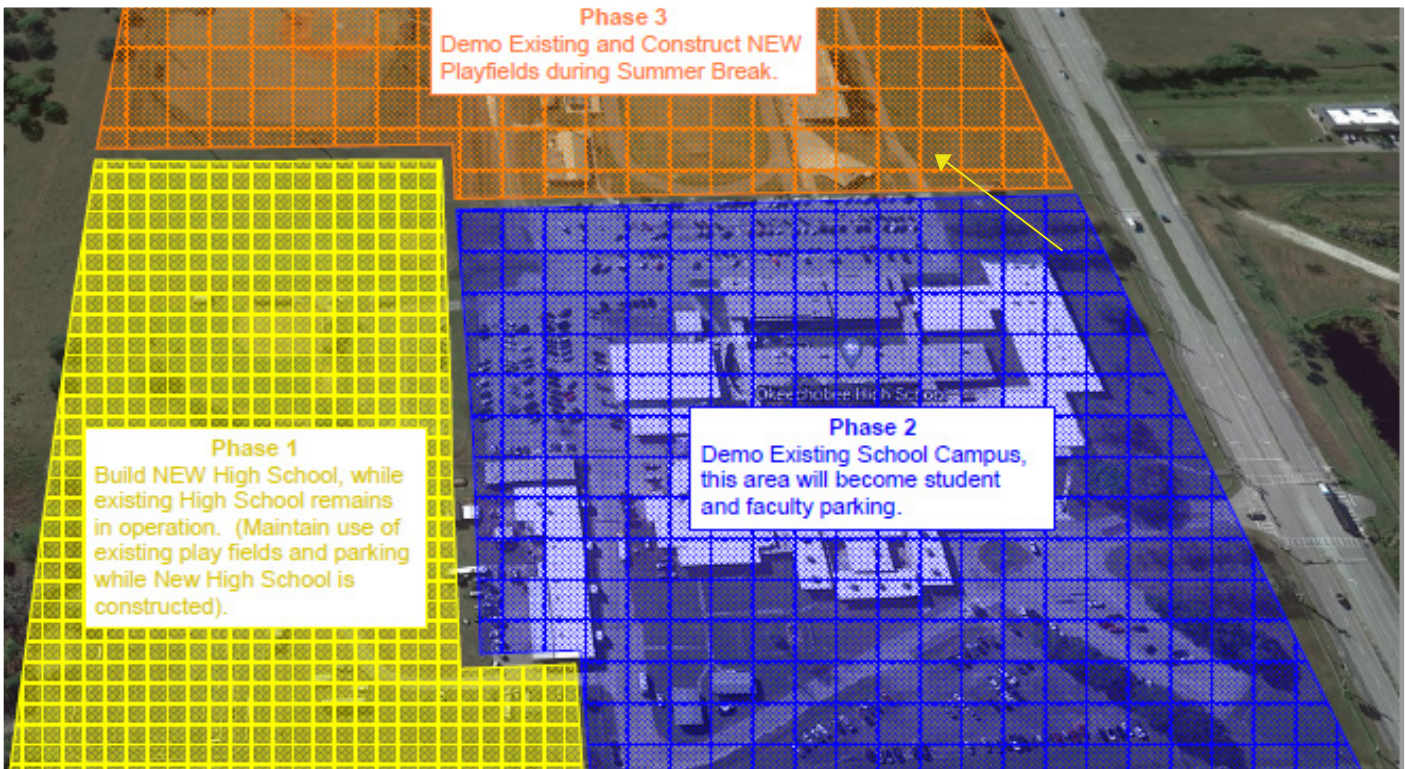 Phase 3
Demo Existing and Construct NEW
Playfields during Summer Break.
Okeechobee High School
Phase 1
Build NEW High School, while
existing High School remains
in operation. (Maintain use of
existing play fields and parking
while New High School is
constructed).
Phase 2
Demo Existing School Campus,
this area will become student
and faculty parking.